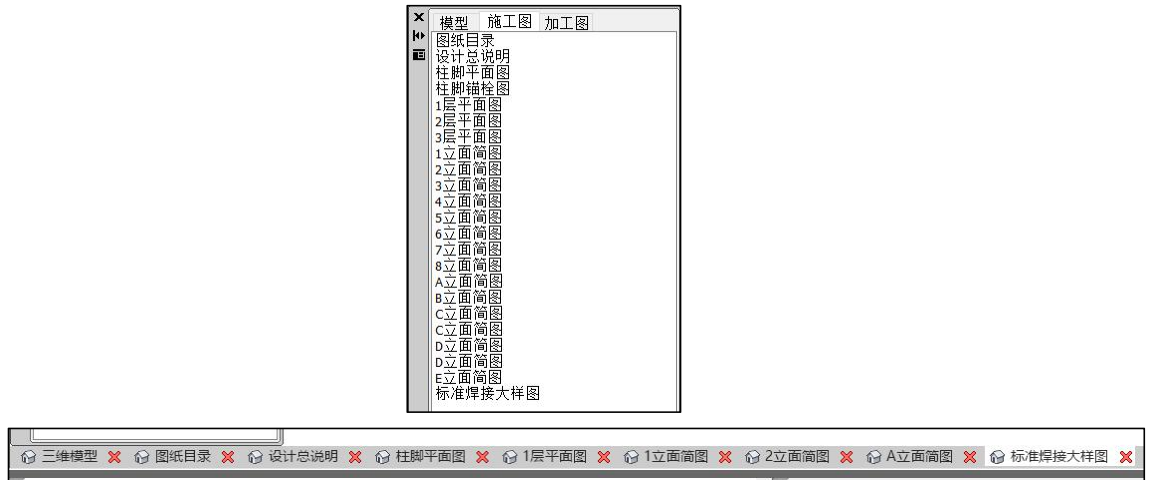 模型 施工图 加工图
图纸目录
设计总说明
柱脚平面图
柱脚锚栓图
1层平面图
2层平面图
3层平面图
1立面简图
2立面简图
3立面简图
4立面简图
5立面简图
6立面简图
7立面简图
8立面简图
A立面简图
B立面简图
C立面简图
C立面简图
D立面简图
D立面简图
E立面简图
标准焊接大样图
三维模型 图纸目录 设计总说明 柱脚平面图 1层平面图 1立面简图 2立面简图 A立面简图 标准焊接大样图